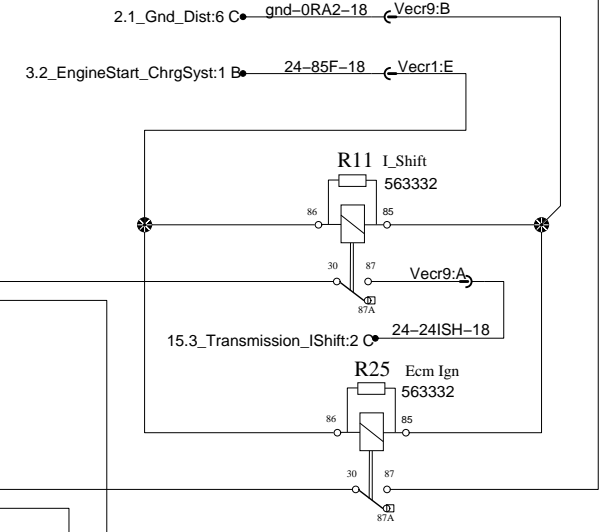 2.1_Gnd_Dist:6 C gnd-0RA2-18 Vecr9:B
3.2_EngineStart_ChrgSyst:1 B 24-85F-18 Vecr1:E
R11 I_Shift
563332
86 85
30 87 Vecr9:A
87A
15.3_Transmission_IShift:2 C 24-24ISH-18
R25 Ecm Ign
563332
86 85
30 87
87A